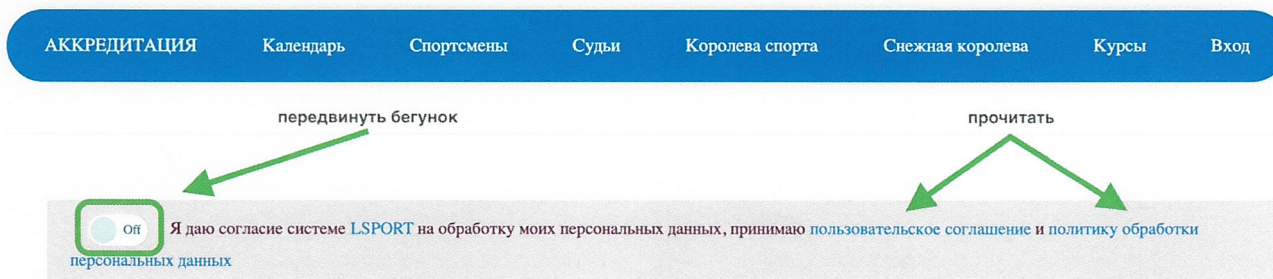 АККРЕДИТАЦИЯ Календарь Спортсмены Судьи Королева спорта Снежная королева Курсы Вход
передвинуть бегунок прочитать
Off Я даю согласие системе LSPORT на обработку моих персональных данных, принимаю пользовательское соглашение и политику обработки
персональных данных